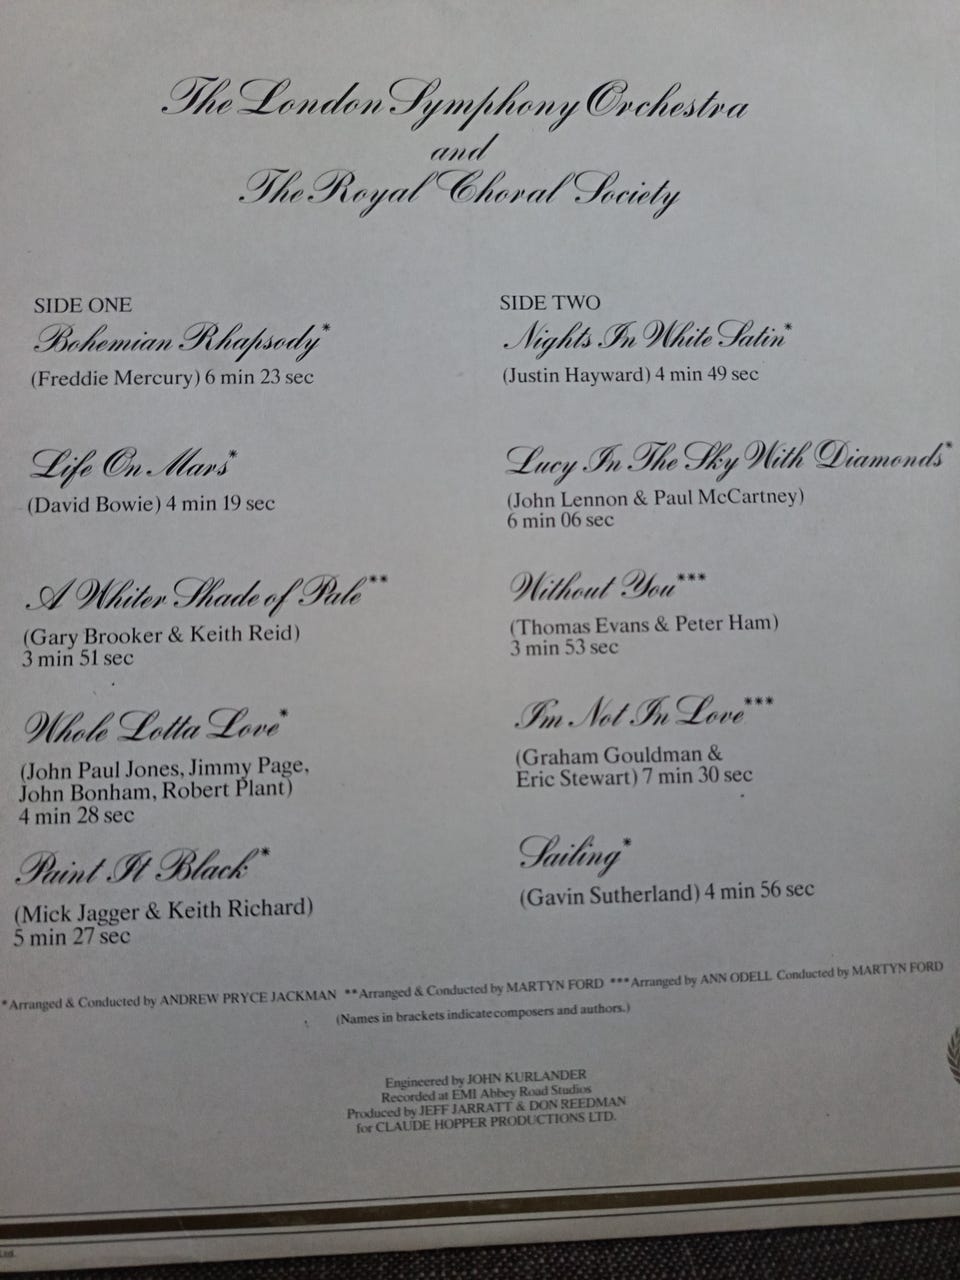 The London Symphony Orchestra
and
The Royal Choral Society
SIDE ONE
Bohemian Rhapsody*
(Freddie Mercury) 6 min 23 sec
Life On Mars*
(David Bowie) 4 min 19 sec
A Whiter Shade of Pale**
(Gary Brooker & Keith Reid)
3 min 51 sec
Whole Lotta Love*
(John Paul Jones, Jimmy Page,
John Bonham, Robert Plant)
4 min 28 sec
Paint It Black*
(Mick Jagger & Keith Richard)
5 min 27 sec
SIDE TWO
Nights In White Satin*
(Justin Hayward) 4 min 49 sec
Lucy In The Sky With Diamonds*
(John Lennon & Paul McCartney)
6 min 06 sec
Without You***
(Thomas Evans & Peter Ham)
3 min 53 sec
I'm Not In Love***
(Graham Gouldman &
Eric Stewart) 7 min 30 sec
Sailing*
(Gavin Sutherland) 4 min 56 sec
*Arranged & Conducted by ANDREW PRYCE JACKMAN **Arranged & Conducted by MARTYN FORD ***Arranged by ANN ODELL Conducted by MARTYN FORD
(Names in brackets indicate composers and authors.)
Engineered by JOHN KURLANDER
Recorded at EMI Abbey Road Studios
Produced by JEFF JARRATT & DON REEDMAN
for CLAUDE HOPPER PRODUCTIONS LTD.
Ltd.